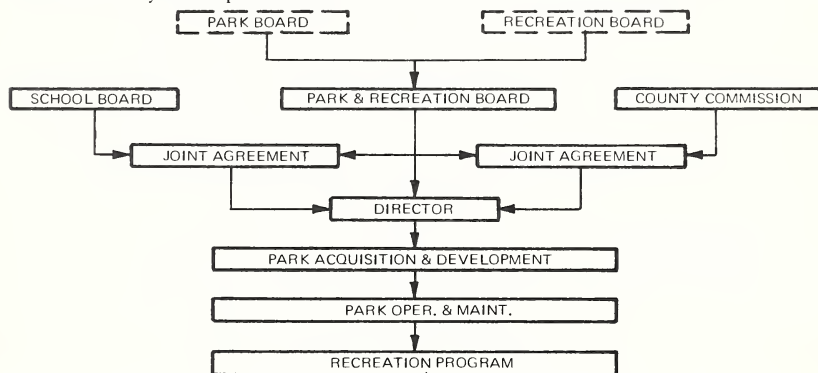 PARK BOARD
RECREATION BOARD
SCHOOL BOARD
PARK & RECREATION BOARD
COUNTY COMMISSION
JOINT AGREEMENT
JOINT AGREEMENT
DIRECTOR
PARK ACQUISITION & DEVELOPMENT
PARK OPER. & MAINT.
RECREATION PROGRAM